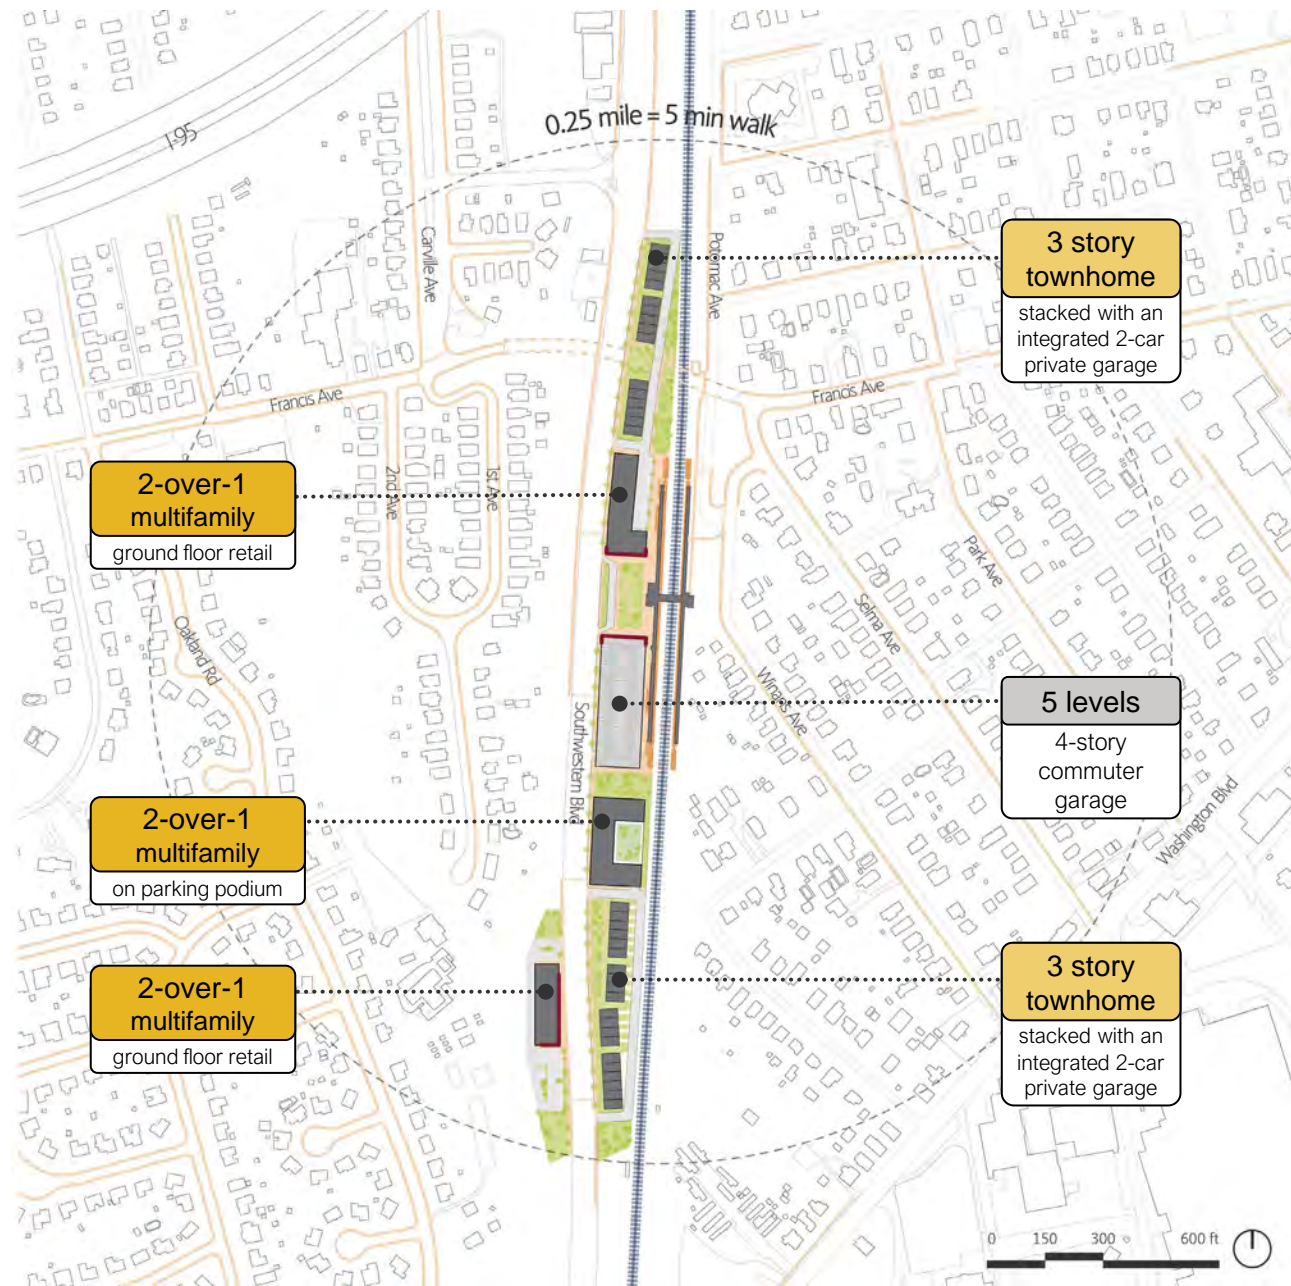 I-95
0.25 mile = 5 min walk
Carville Ave
Potomac Ave
3 story
townhome
stacked with an
integrated 2-car
private garage
Francis Ave
Francis Ave
2-over-1
multifamily
ground floor retail
2nd Ave
1st Ave
Park Ave
Selma Ave
Oakland Rd
Winans Ave
Southwestern Blvd
5 levels
4-story
commuter
garage
Washington Blvd
2-over-1
multifamily
on parking podium
2-over-1
multifamily
ground floor retail
3 story
townhome
stacked with an
integrated 2-car
private garage
0 150 300 600 ft